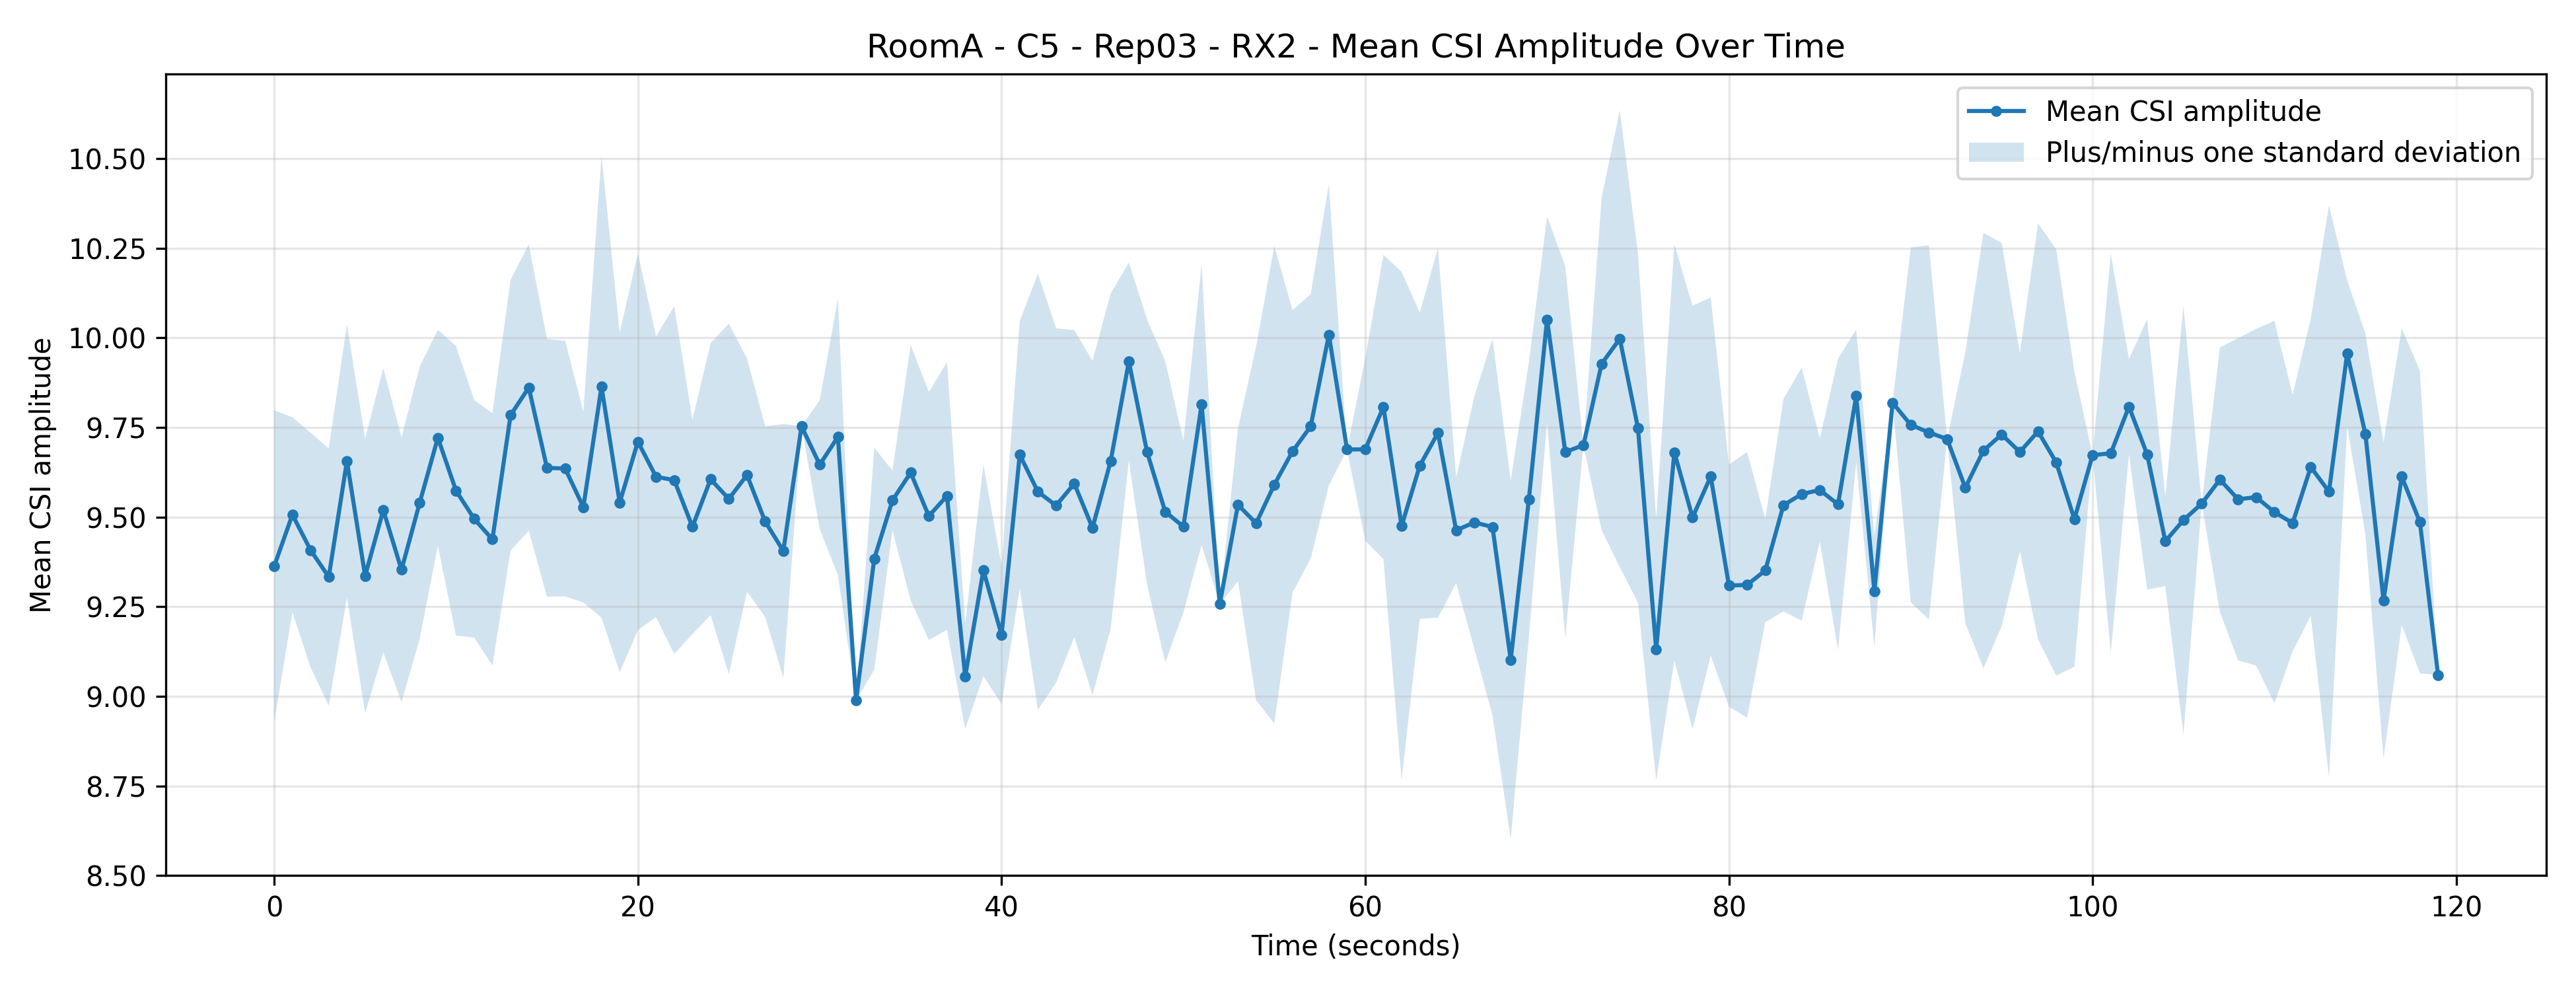 RoomA - C5 - Rep03 - RX2 - Mean CSI Amplitude Over Time
Mean CSI amplitude
Plus/minus one standard deviation
Mean CSI amplitude
10.50
10.25
10.00
9.75
9.50
9.25
9.00
8.75
8.50
0 20 40 60 80 100 120
Time (seconds)